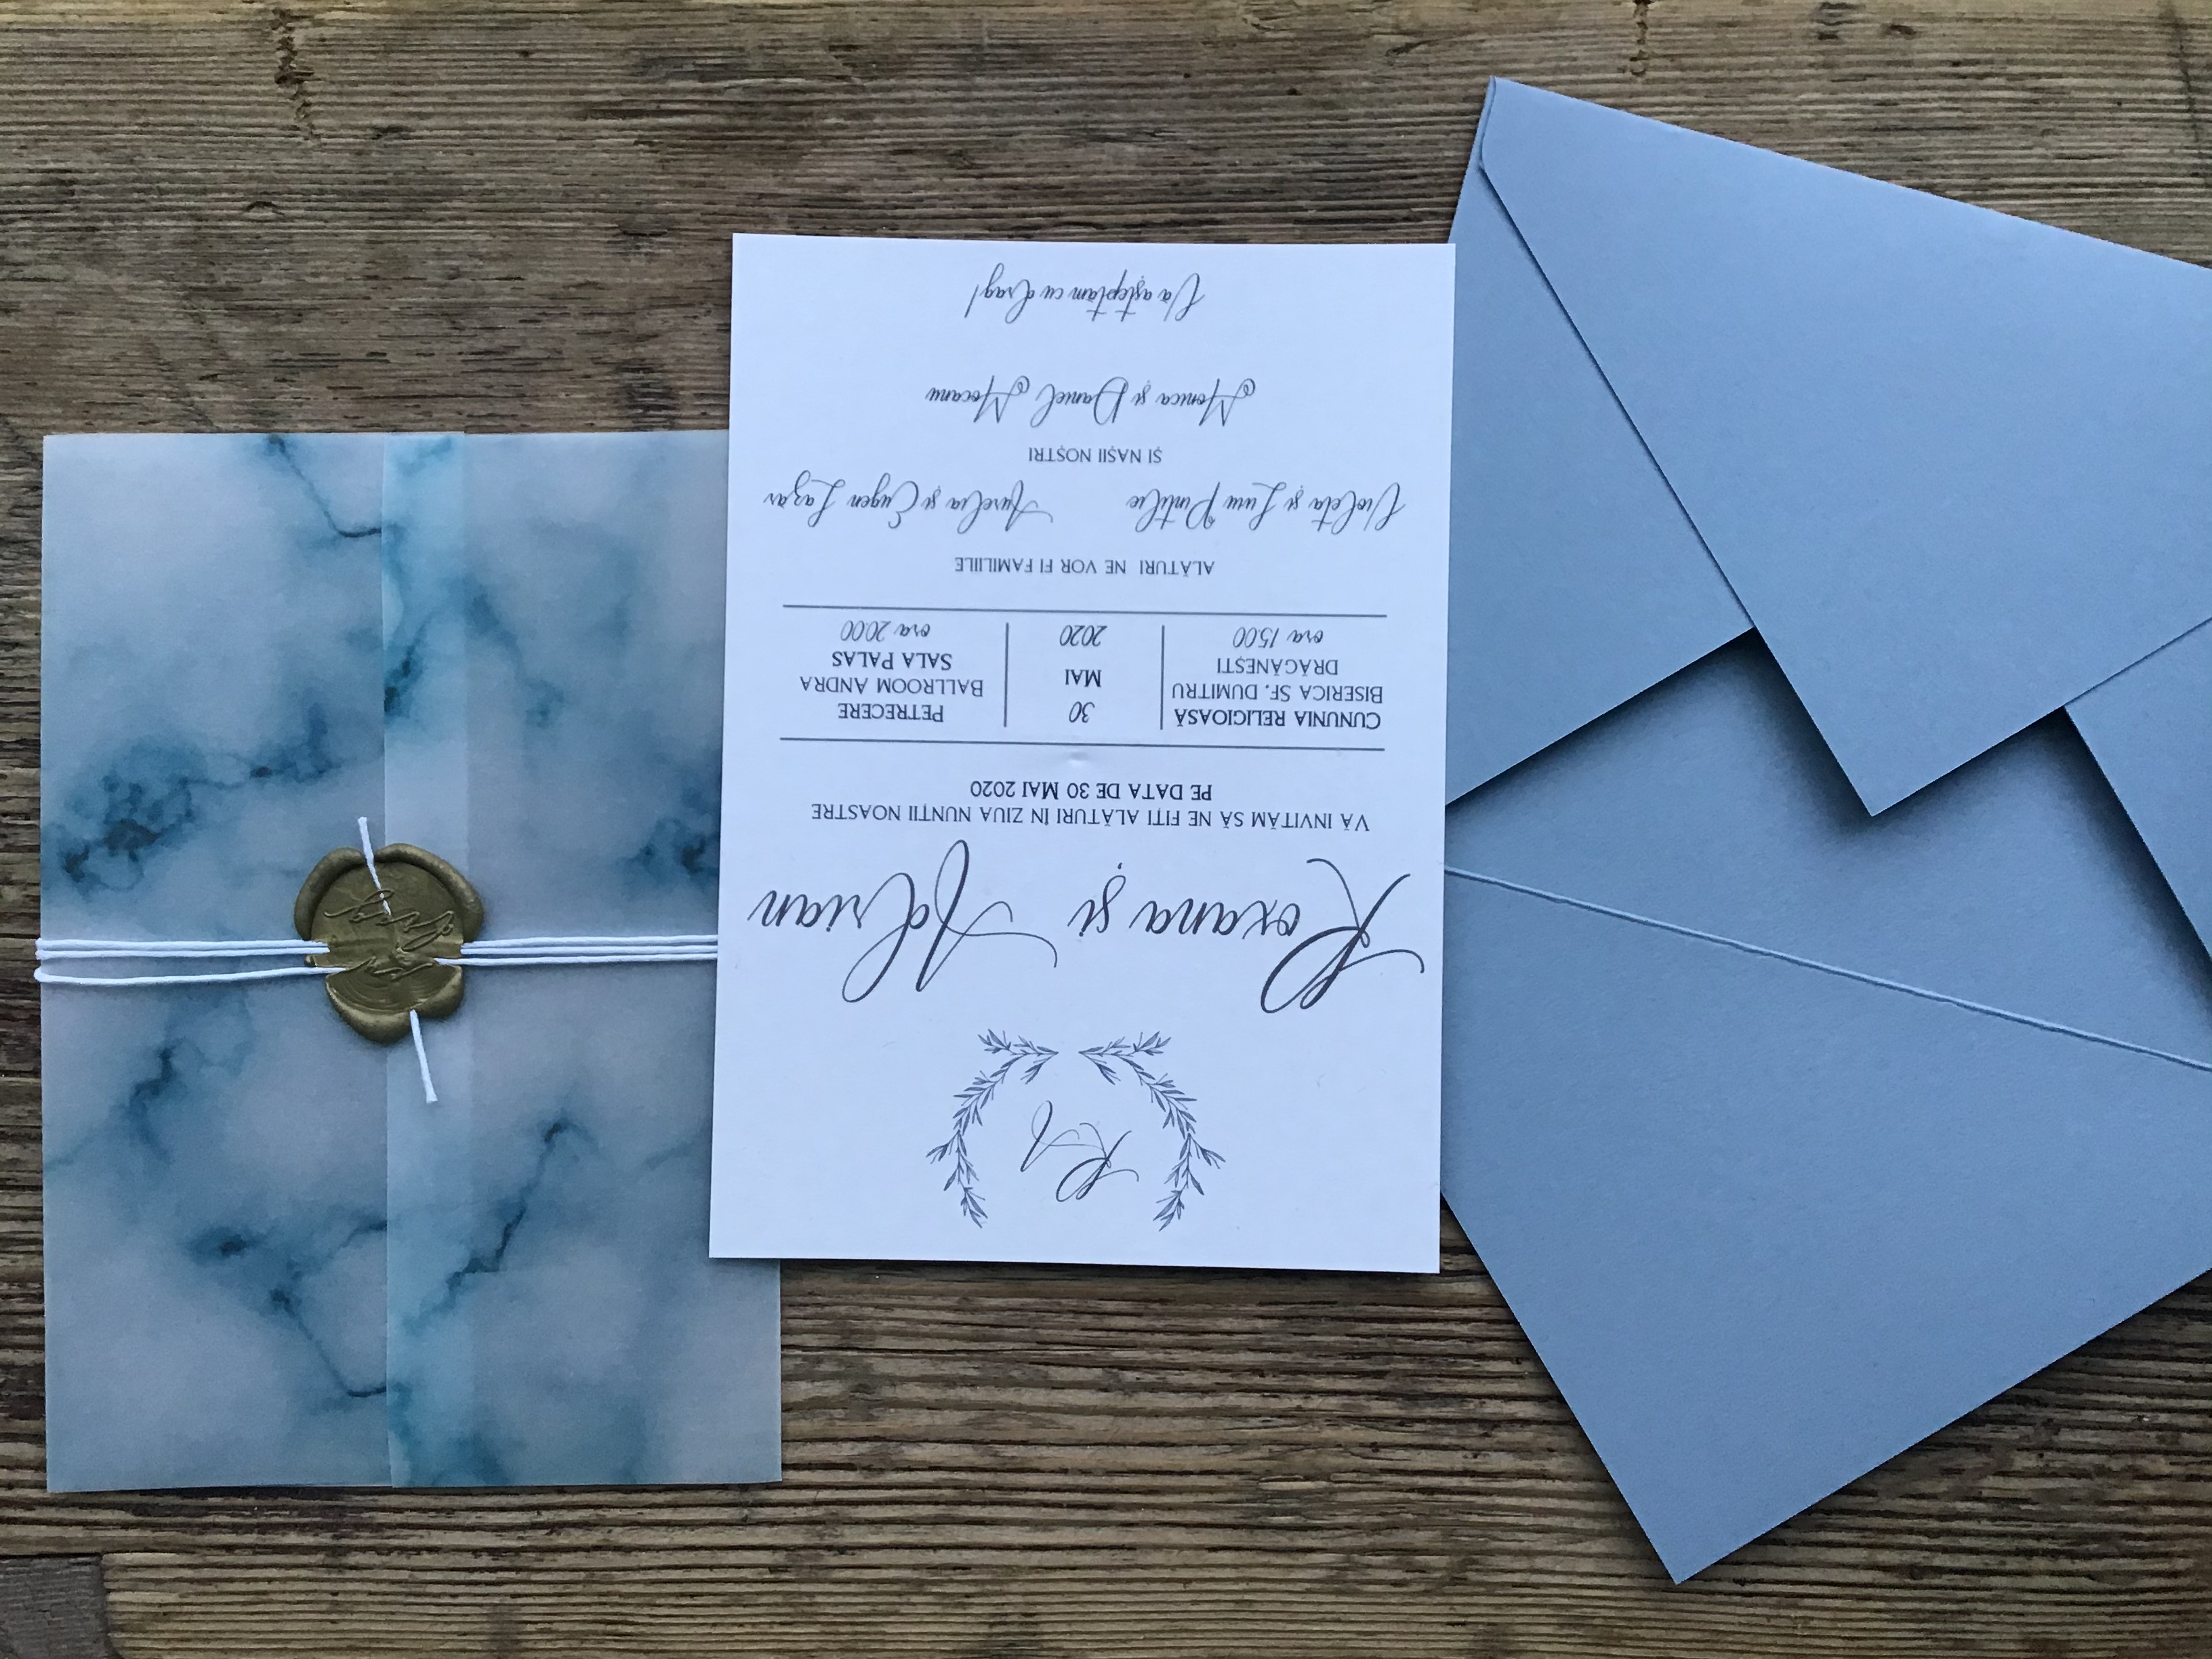 RA
Roxana și Adrian
VĂ INVITĂM SĂ NE FIȚI ALĂTURI ÎN ZIUA NUNȚII NOASTRE
PE DATA DE 30 MAI 2020
CUNUNIA RELIGIOASĂ
BISERICA SF. DUMITRU
DRĂGĂNEȘTI
ora 15.00
30
MAI
2020
PETRECERE
BALLROOM ANDRA
SALA PALAS
ora 20.00
ALĂTURI NE VOR FI FAMILIILE
Violeta și Liviu Pintilie
Aurelia și Eugen Lazăr
ȘI NAȘII NOȘTRI
Monica și Daniel Mocanu
Vă așteptăm cu drag!
drag